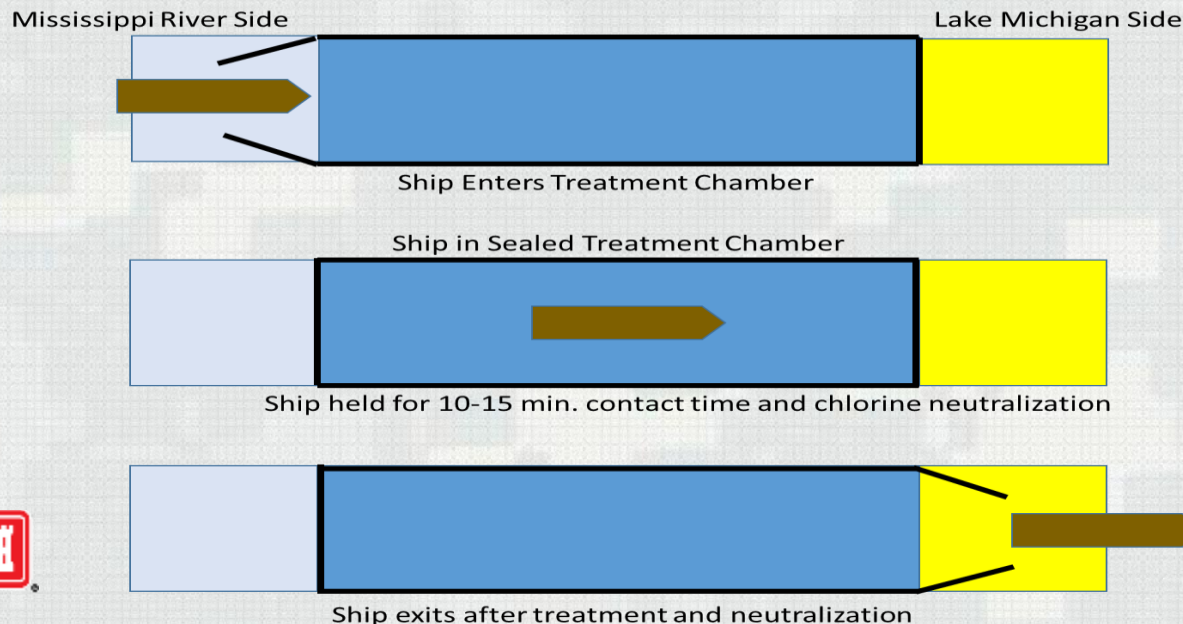 Mississippi River Side
Lake Michigan Side
Ship Enters Treatment Chamber
Ship in Sealed Treatment Chamber
Ship held for 10-15 min. contact time and chlorine neutralization
Ship exits after treatment and neutralization